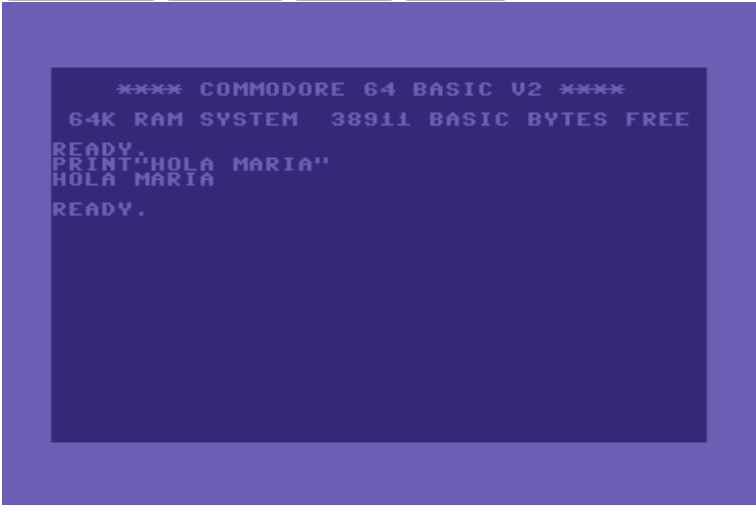 **** COMMODORE 64 BASIC V2 ****
64K RAM SYSTEM  38911 BASIC BYTES FREE
READY.
PRINT"HOLA MARIA"
HOLA MARIA
READY.